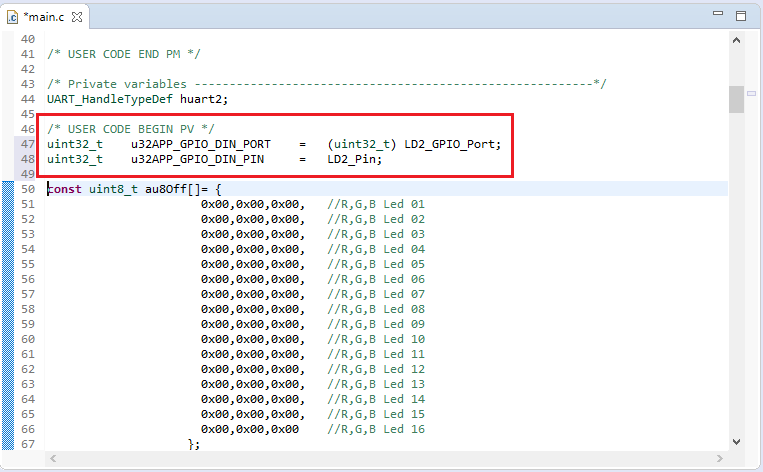 *main.c
40
41 /* USER CODE END PM */
42
43 /* Private variables ---------------------------------------------------------*/
44 UART_HandleTypeDef huart2;
45
46 /* USER CODE BEGIN PV */
47 uint32_t    u32APP_GPIO_DIN_PORT    =   (uint32_t) LD2_GPIO_Port;
48 uint32_t    u32APP_GPIO_DIN_PIN     =   LD2_Pin;
49
50 const uint8_t au8Off[]= {
51 0x00,0x00,0x00,   //R,G,B Led 01
52 0x00,0x00,0x00,   //R,G,B Led 02
53 0x00,0x00,0x00,   //R,G,B Led 03
54 0x00,0x00,0x00,   //R,G,B Led 04
55 0x00,0x00,0x00,   //R,G,B Led 05
56 0x00,0x00,0x00,   //R,G,B Led 06
57 0x00,0x00,0x00,   //R,G,B Led 07
58 0x00,0x00,0x00,   //R,G,B Led 08
59 0x00,0x00,0x00,   //R,G,B Led 09
60 0x00,0x00,0x00,   //R,G,B Led 10
61 0x00,0x00,0x00,   //R,G,B Led 11
62 0x00,0x00,0x00,   //R,G,B Led 12
63 0x00,0x00,0x00,   //R,G,B Led 13
64 0x00,0x00,0x00,   //R,G,B Led 14
65 0x00,0x00,0x00,   //R,G,B Led 15
66 0x00,0x00,0x00    //R,G,B Led 16
67 };